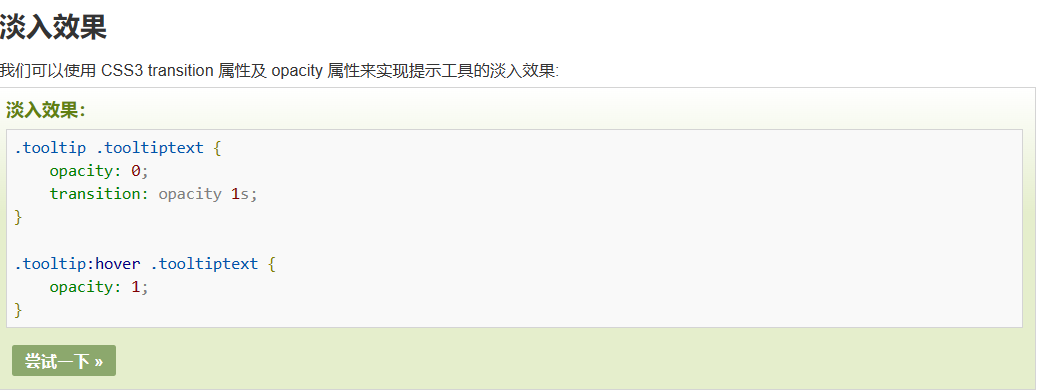 淡入效果
我们可以使用 CSS3 transition 属性及 opacity 属性来实现提示工具的淡入效果:
淡入效果：
.tooltip .tooltiptext {
    opacity: 0;
    transition: opacity 1s;
}

.tooltip:hover .tooltiptext {
    opacity: 1;
}
尝试一下 »